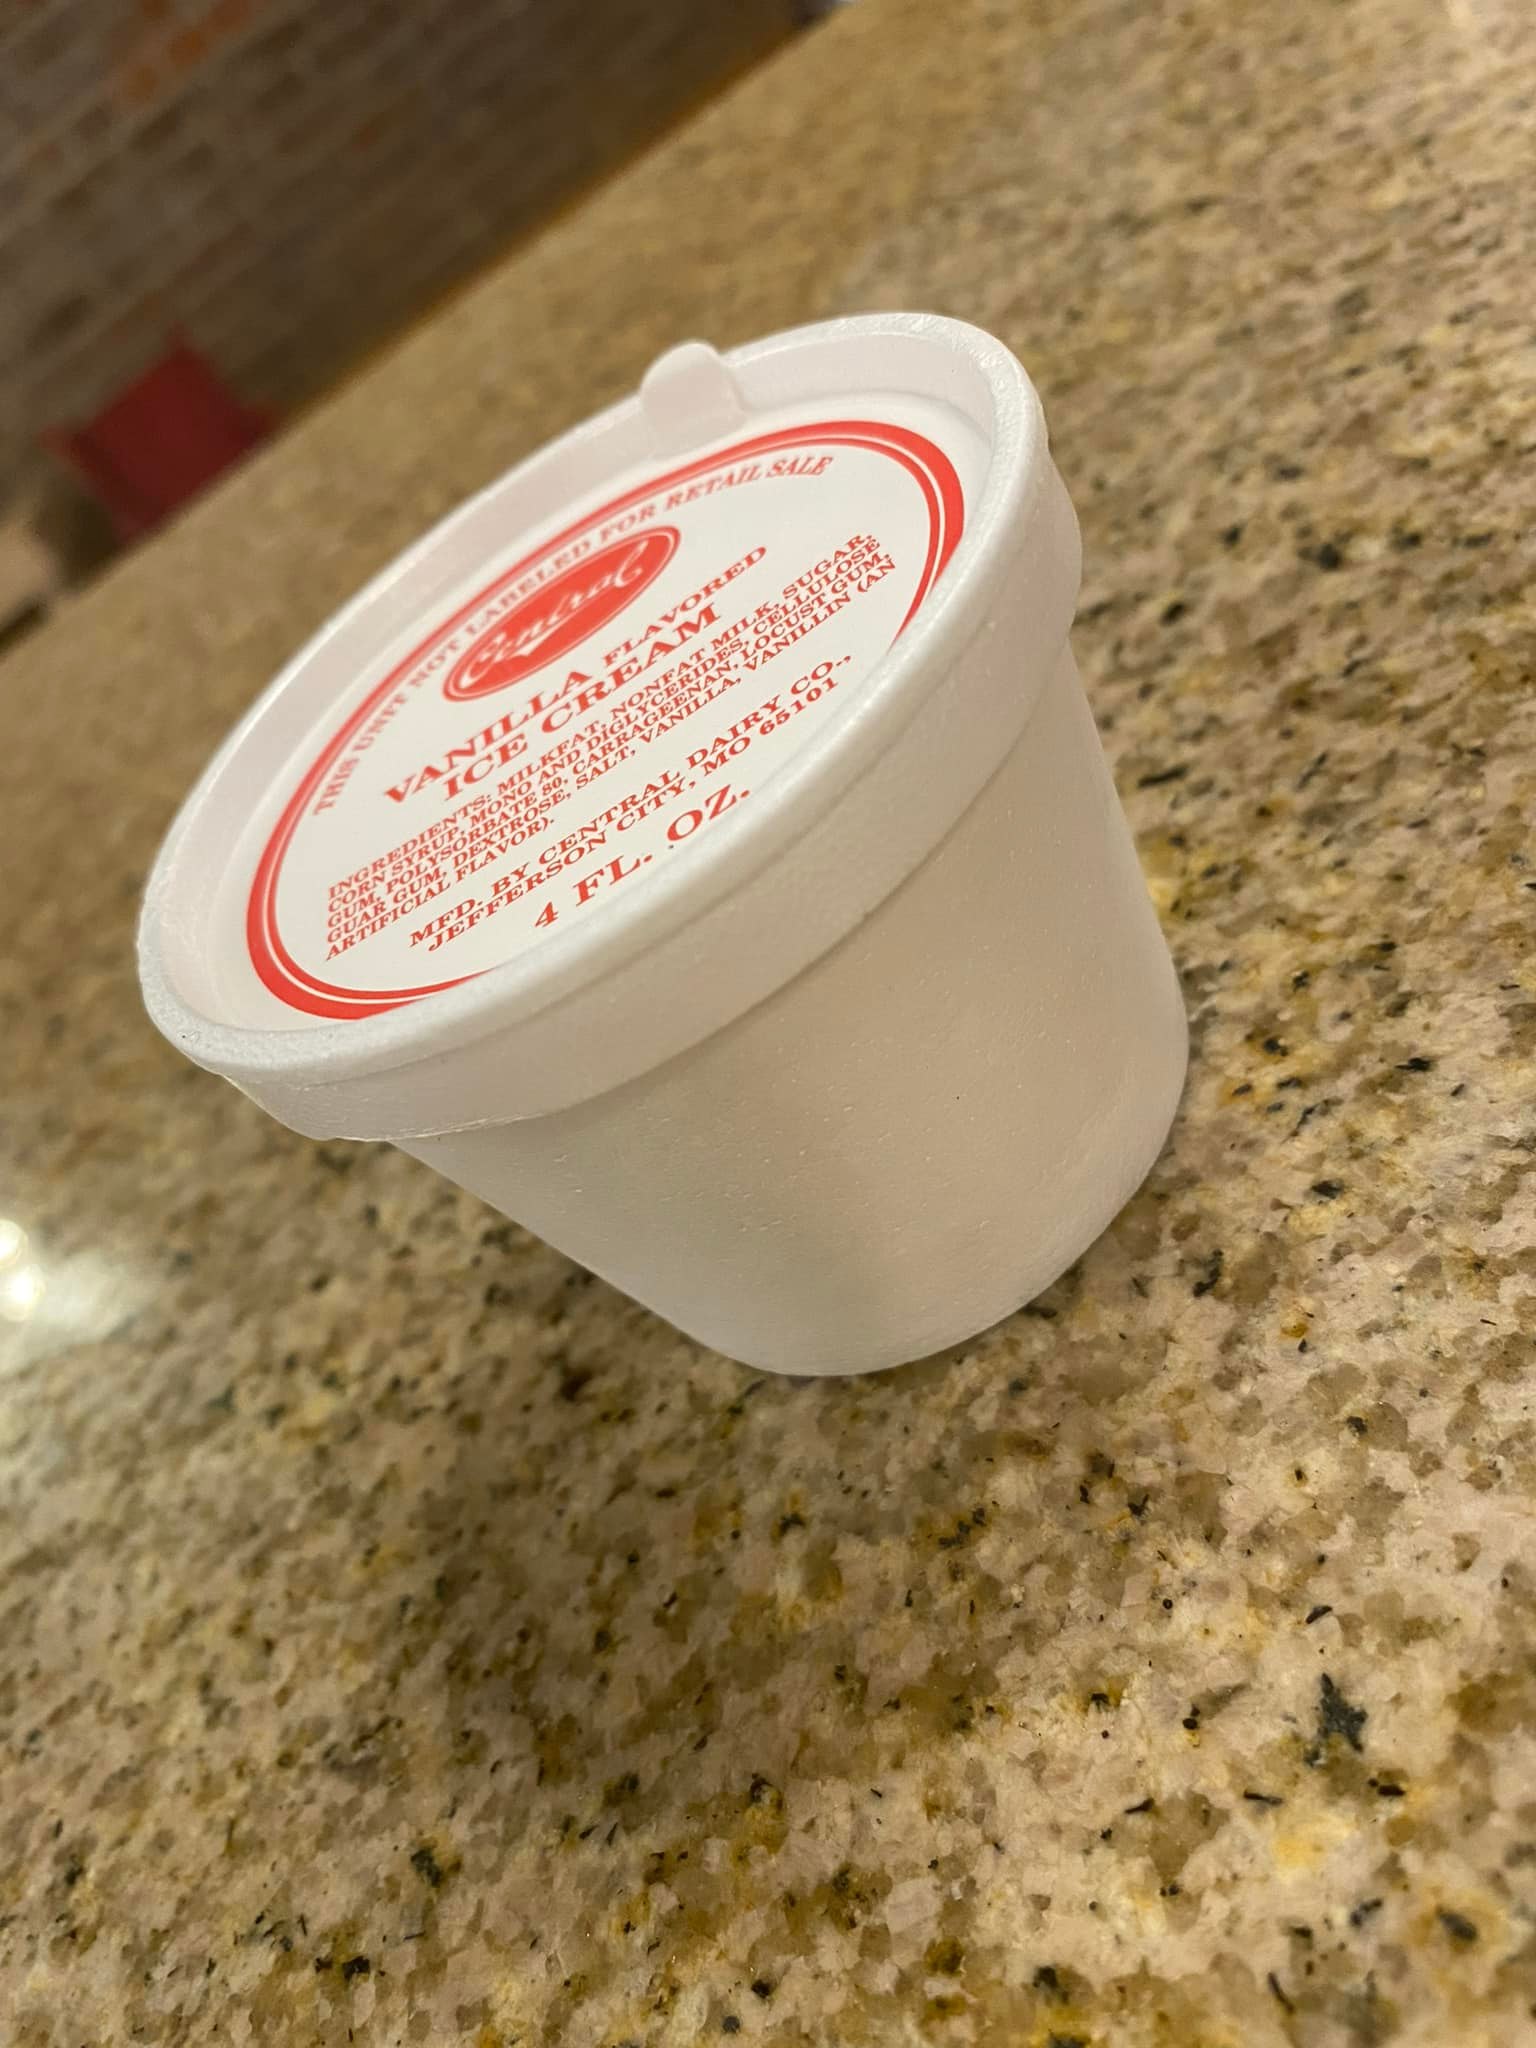 THIS UNIT NOT LABELED FOR RETAIL SALE
Central
VANILLA FLAVORED
ICE CREAM
INGREDIENTS: MILKFAT, NONFAT MILK, SUGAR,
CORN SYRUP, MONO AND DIGLYCERIDES, CELLULOSE
GUM, POLYSORBATE 80, CARRAGEENAN, LOCUST GUM,
GUAR GUM, DEXTROSE, SALT, VANILLA, VANILLIN (AN
ARTIFICIAL FLAVOR).
MFD. BY CENTRAL DAIRY CO.,
JEFFERSON CITY, MO 65101
4 FL. OZ.